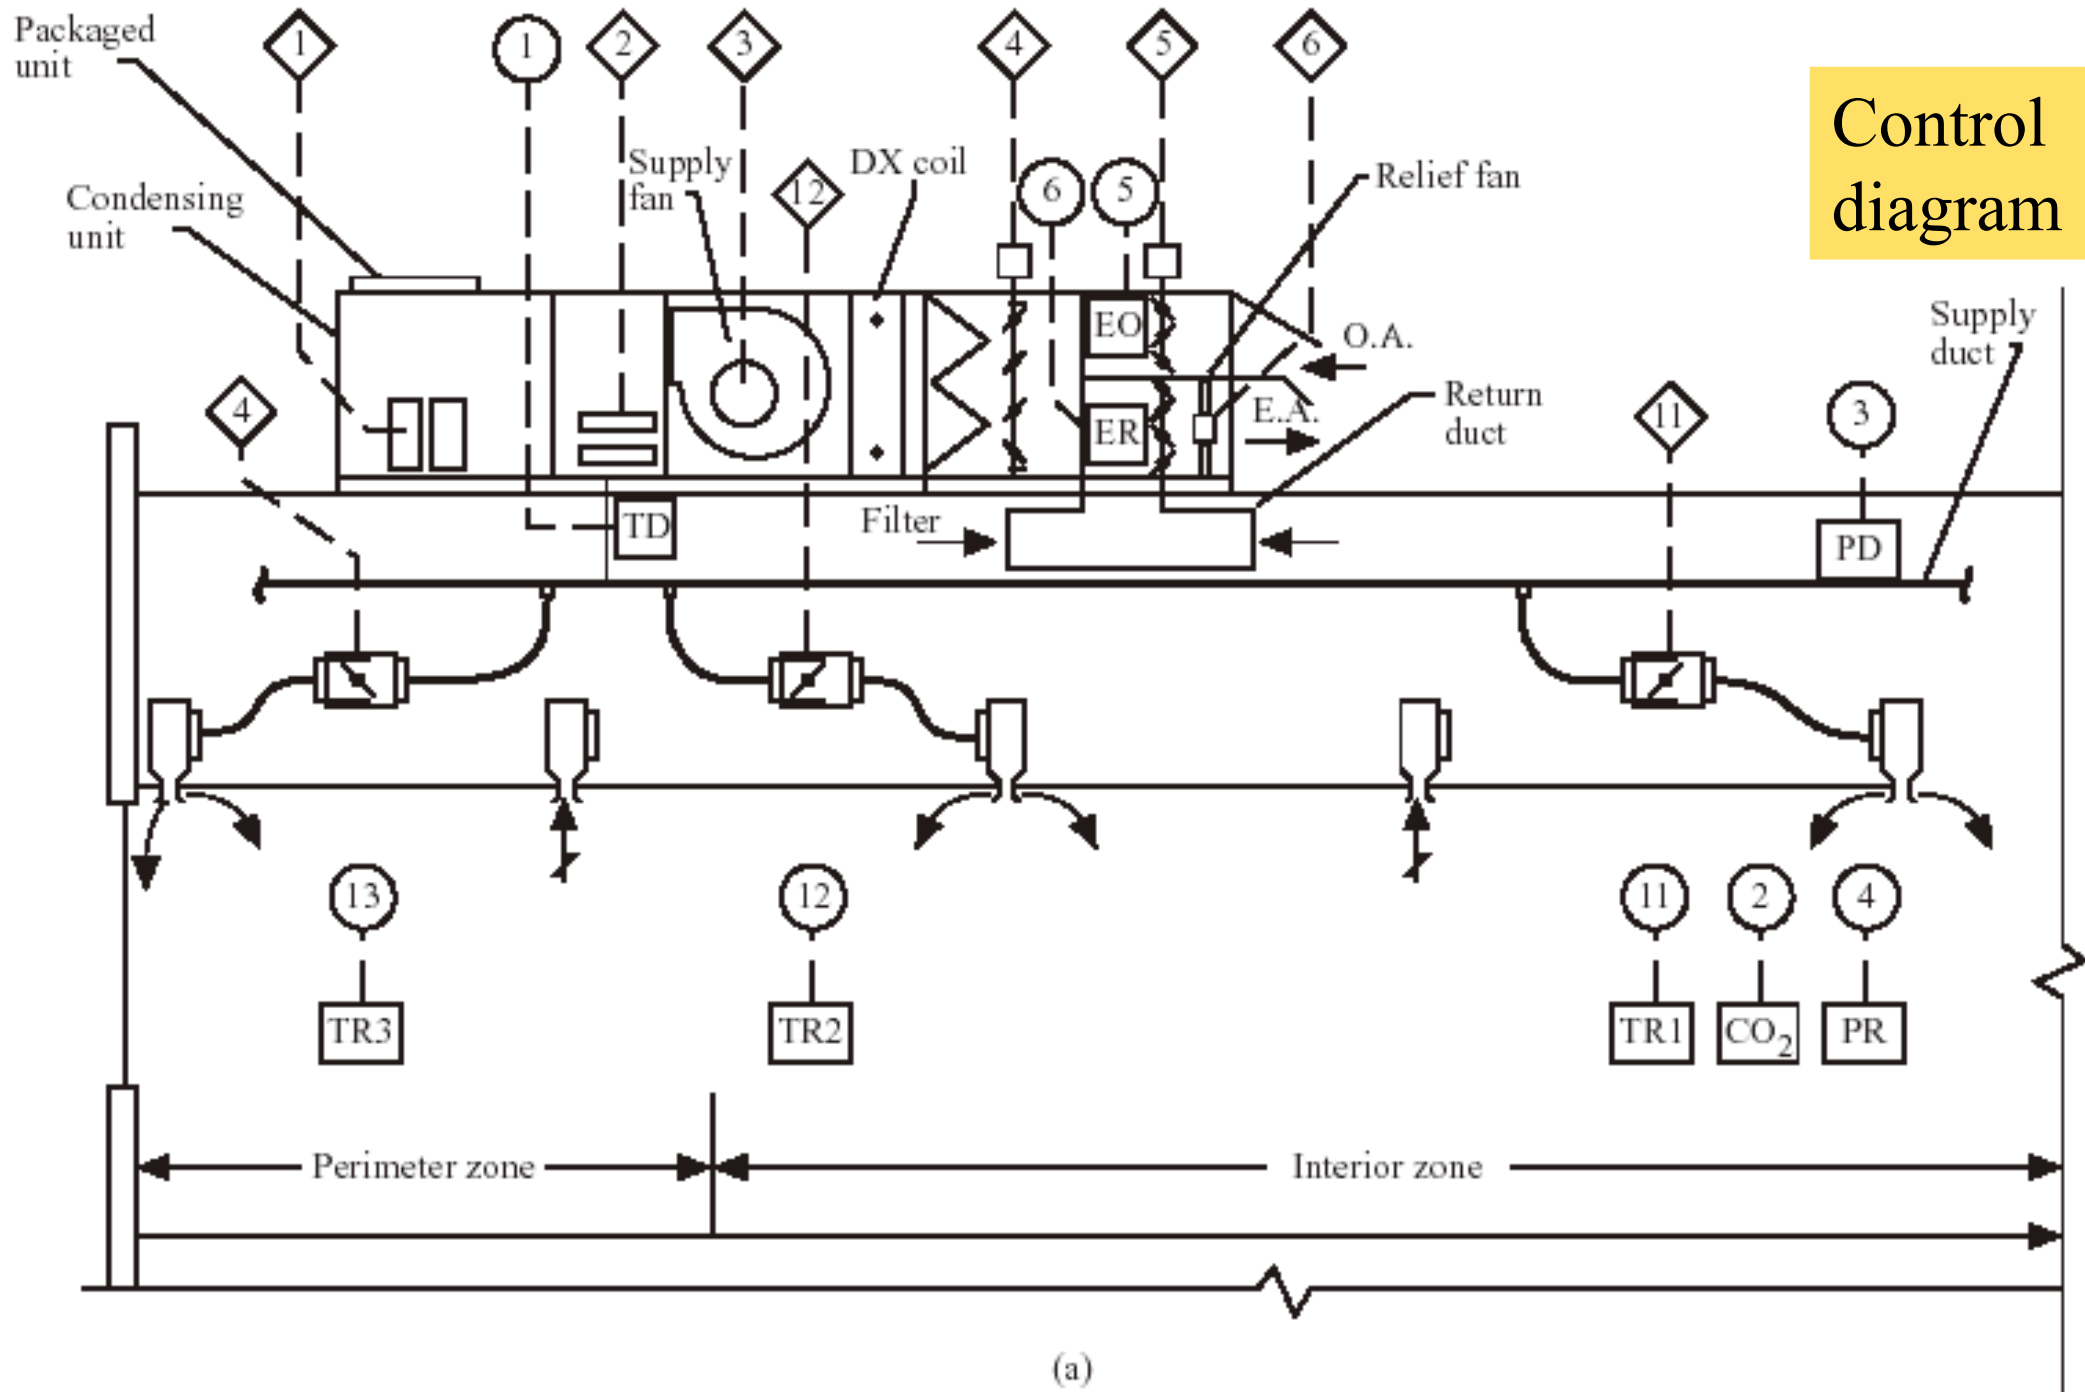 Packaged
unit
1
1
2
3
4
5
6
Control
diagram
Condensing
unit
Supply
fan
12
DX coil
6
5
Relief fan
EO
O.A.
Supply
duct
4
ER
E.A.
Return
duct
11
3
TD
Filter
PD
13
12
11
2
4
TR3
TR2
TR1
CO₂
PR
Perimeter zone
Interior zone
(a)